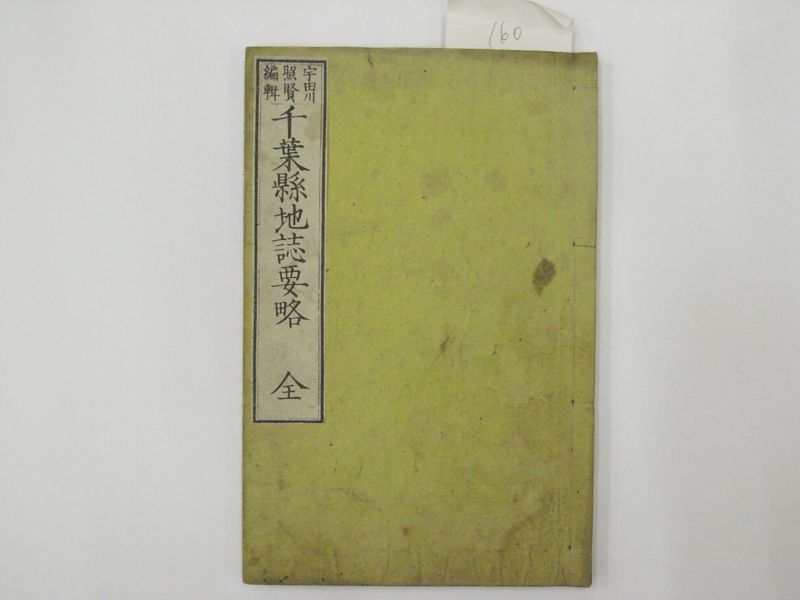 160
宇田川
照賢
編輯
千葉縣地誌要略 全